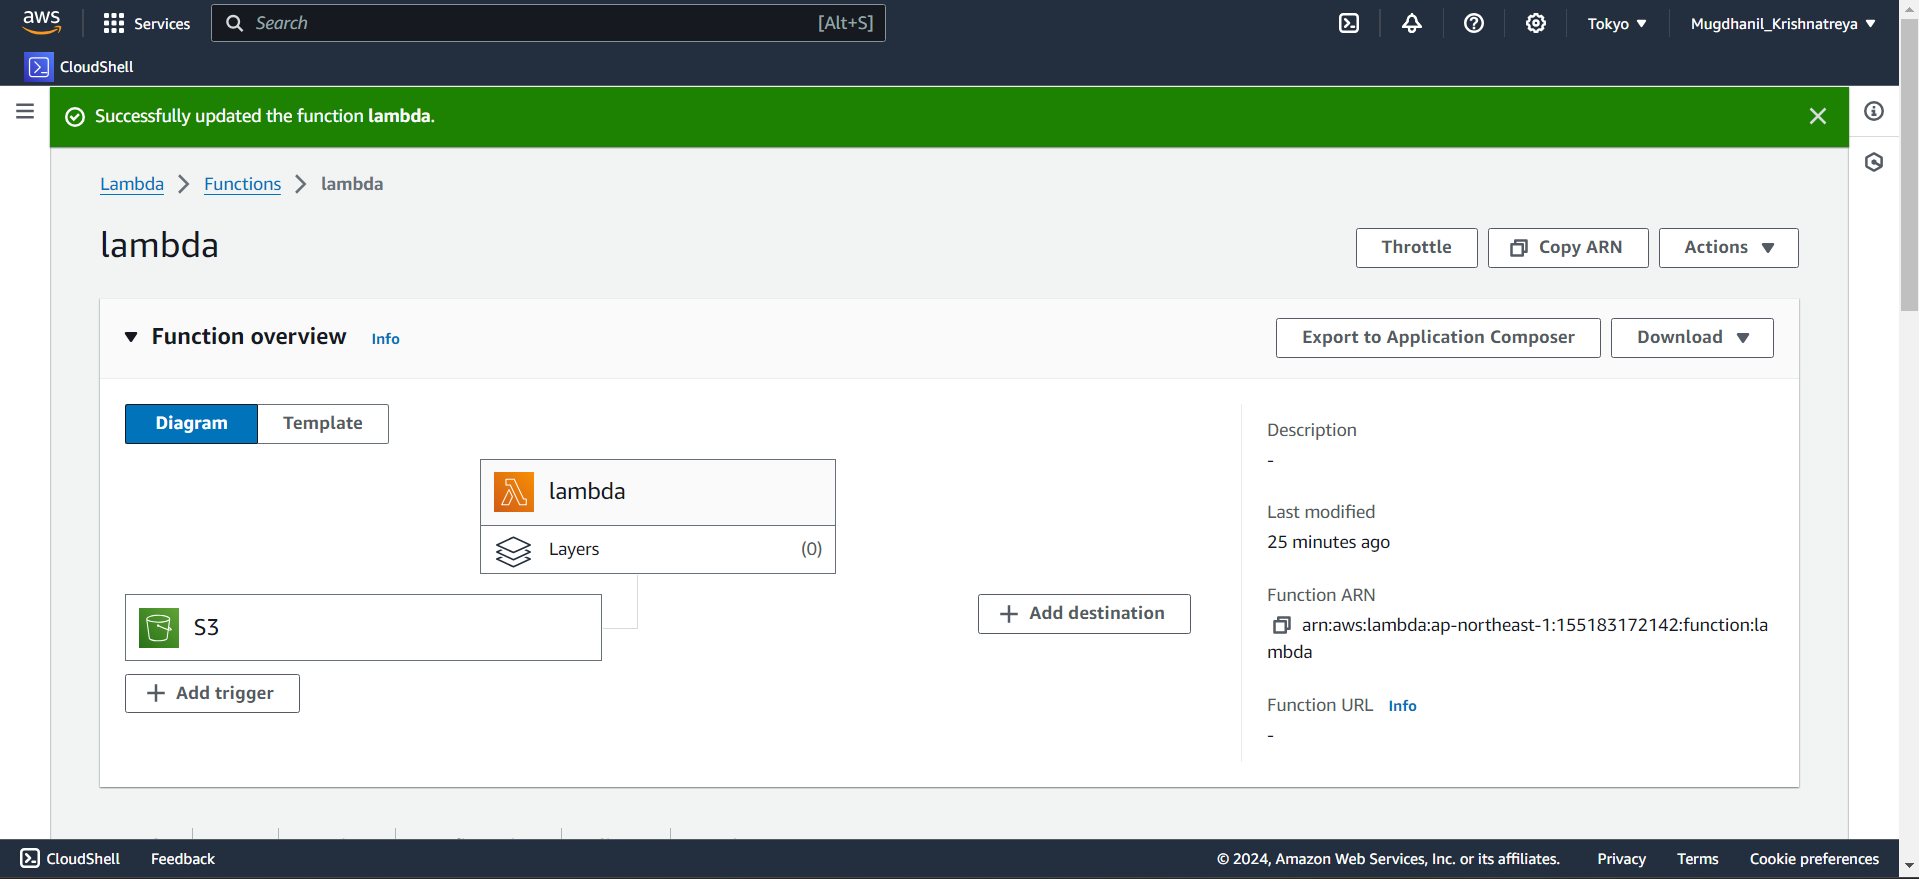 aws
Services
Search
[Alt+S]
Tokyo
Mugdhanil_Krishnatreya
CloudShell
Successfully updated the function lambda.
Lambda
Functions
lambda
lambda
Throttle
Copy ARN
Actions
Function overview
Info
Export to Application Composer
Download
Diagram
Template
lambda
Layers
(0)
S3
Add trigger
Add destination
Description
-
Last modified
25 minutes ago
Function ARN
arn:aws:lambda:ap-northeast-1:155183172142:function:la
mbda
Function URL
Info
-
CloudShell
Feedback
© 2024, Amazon Web Services, Inc. or its affiliates.
Privacy
Terms
Cookie preferences